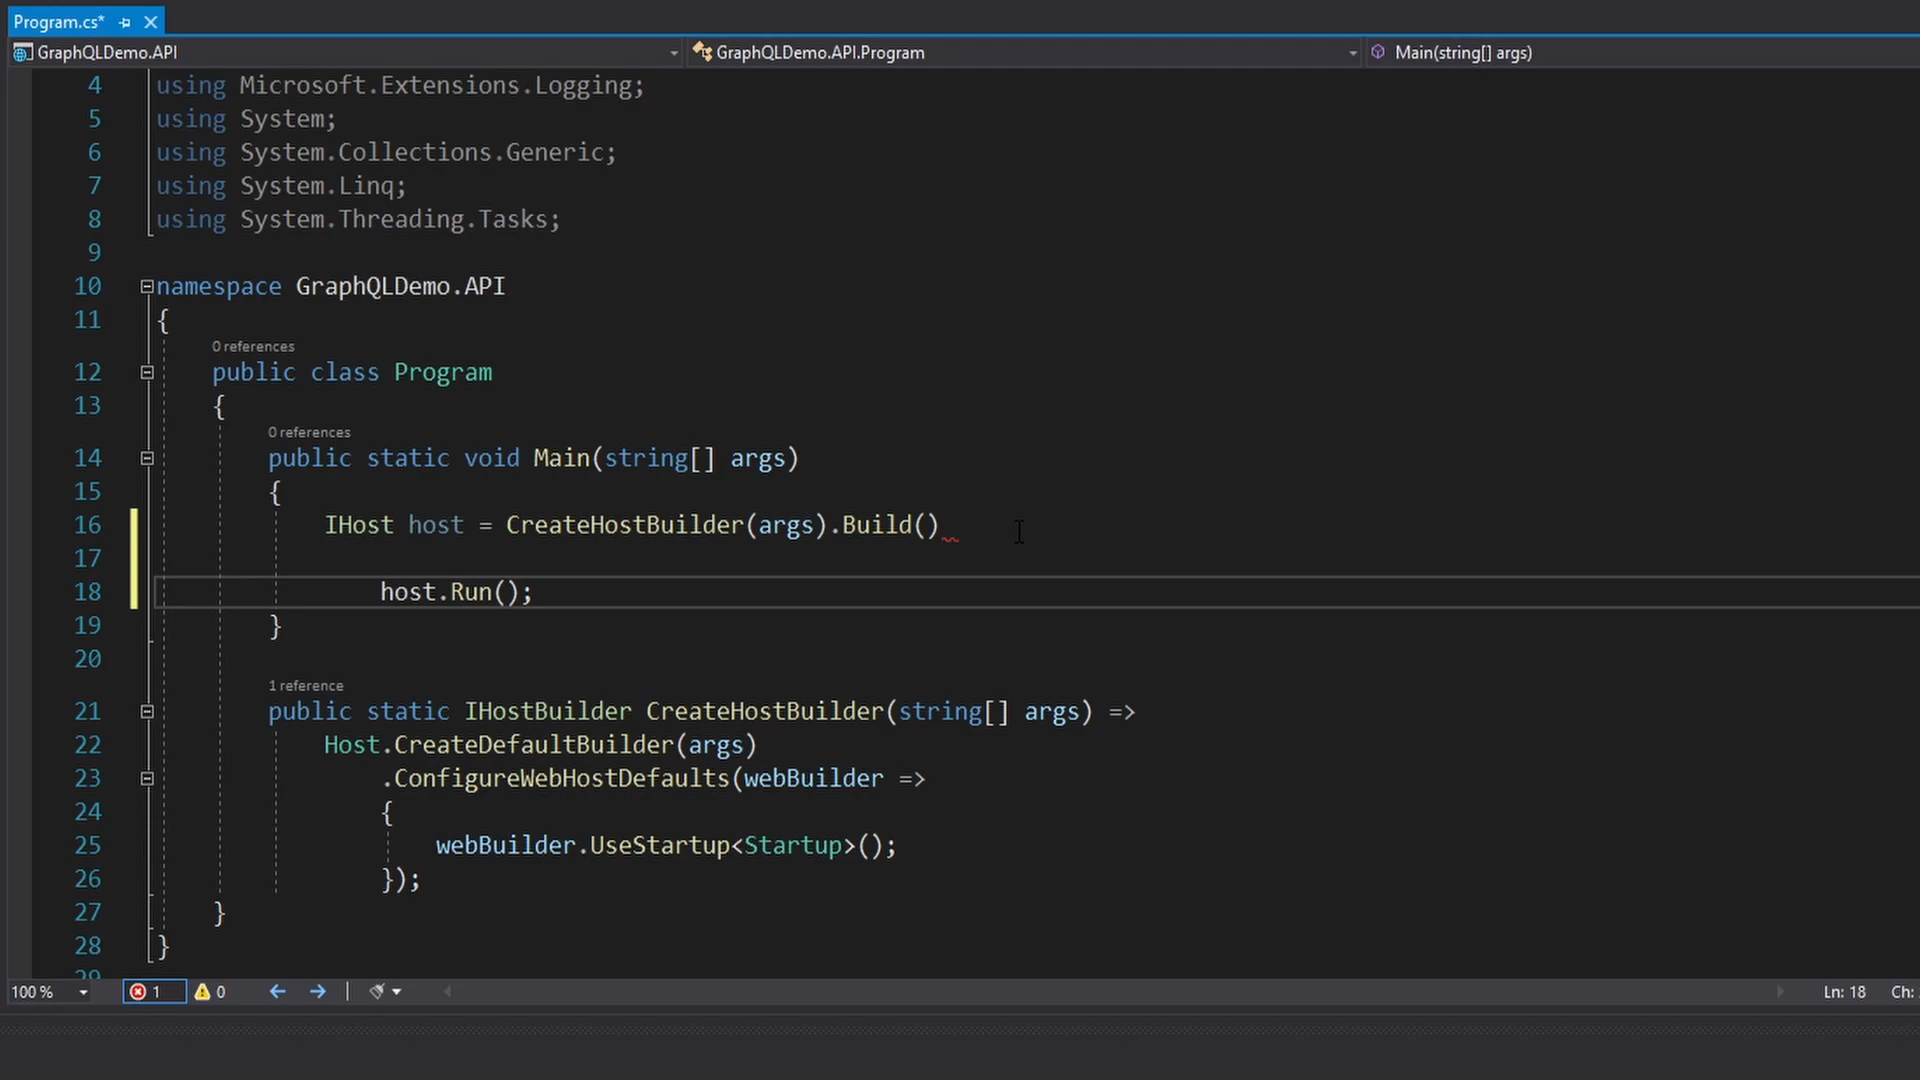 Program.cs*
GraphQLDemo.API GraphQLDemo.API.Program Main(string[] args)
4 using Microsoft.Extensions.Logging;
5 using System;
6 using System.Collections.Generic;
7 using System.Linq;
8 using System.Threading.Tasks;
9
10 namespace GraphQLDemo.API
11 {
0 references
12 public class Program
13 {
0 references
14 public static void Main(string[] args)
15 {
16 IHost host = CreateHostBuilder(args).Build()
17
18 host.Run();
19 }
20
1 reference
21 public static IHostBuilder CreateHostBuilder(string[] args) =>
22 Host.CreateDefaultBuilder(args)
23 .ConfigureWebHostDefaults(webBuilder =>
24 {
25 webBuilder.UseStartup<Startup>();
26 });
27 }
28 }
29
100 % 1 0 Ln: 18 Ch: